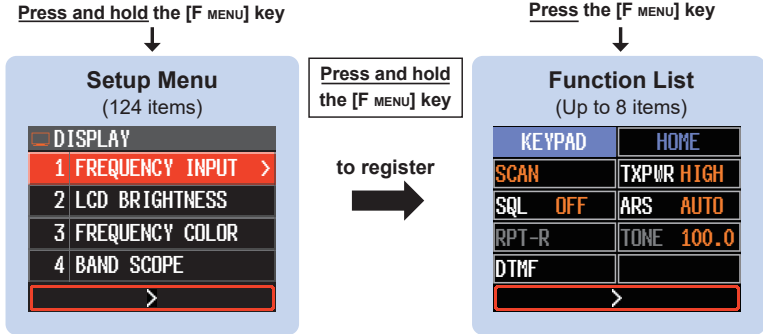 Press and hold the [F MENU] key
Setup Menu
(124 items)
DISPLAY
1 FREQUENCY INPUT >
2 LCD BRIGHTNESS
3 FREQUENCY COLOR
4 BAND SCOPE
>
Press and hold
the [F MENU] key
to register
Press the [F MENU] key
Function List
(Up to 8 items)
KEYPAD HOME
SCAN TXPWR HIGH
SQL OFF ARS AUTO
RPT-R TONE 100.0
DTMF
>